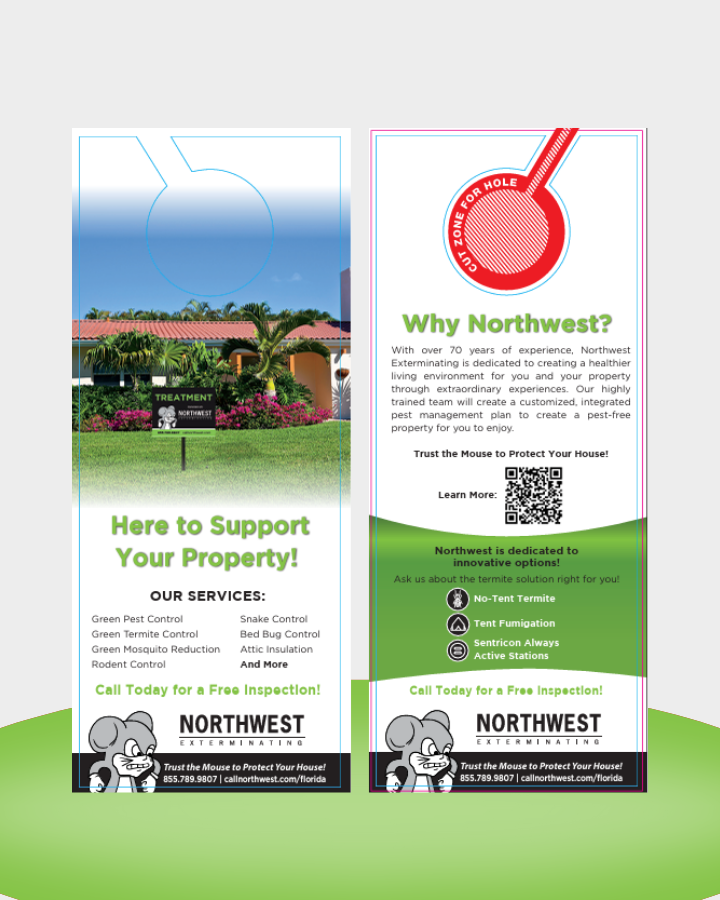 TREATMENT
NORTHWEST
Here to Support
Your Property!
OUR SERVICES:
Green Pest Control
Green Termite Control
Green Mosquito Reduction
Rodent Control
Snake Control
Bed Bug Control
Attic Insulation
And More
Call Today for a Free Inspection!
NORTHWEST
EXTERMINATING
Trust the Mouse to Protect Your House!
855.789.9807 | callnorthwest.com/florida
CUT ZONE FOR HOLE
Why Northwest?
With over 70 years of experience, Northwest
Exterminating is dedicated to creating a healthier
living environment for you and your property
through extraordinary experiences. Our highly
trained team will create a customized, integrated
pest management plan to create a pest-free
property for you to enjoy.
Trust the Mouse to Protect Your House!
Learn More:
Northwest is dedicated to
innovative options!
Ask us about the termite solution right for you!
No-Tent Termite
Tent Fumigation
Sentricon Always
Active Stations
Call Today for a Free Inspection!
NORTHWEST
EXTERMINATING
Trust the Mouse to Protect Your House!
855.789.9807 | callnorthwest.com/florida